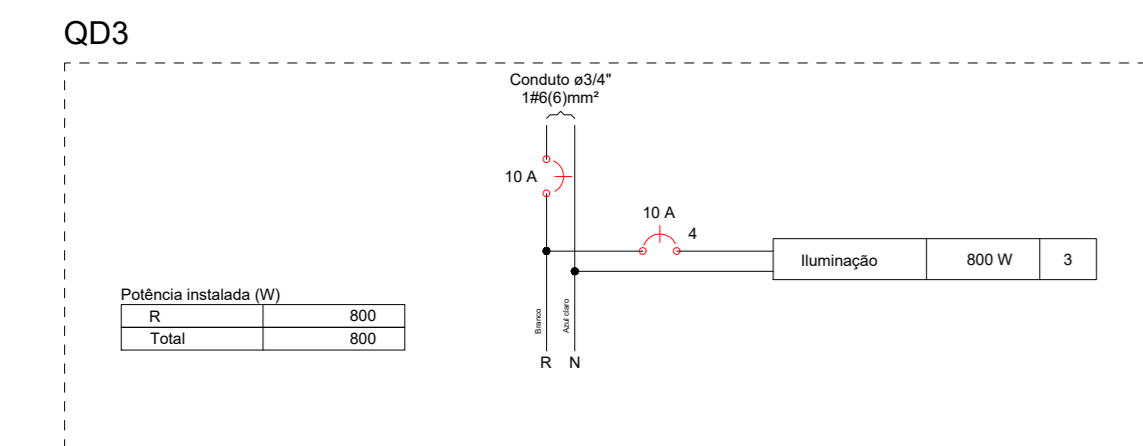 QD3
Conduto ø3/4"
1#6(6)mm²
10 A
10 A
4
Iluminação 800 W 3
Potência instalada (W)
R 800
Total 800
Branco
Azul claro
R N